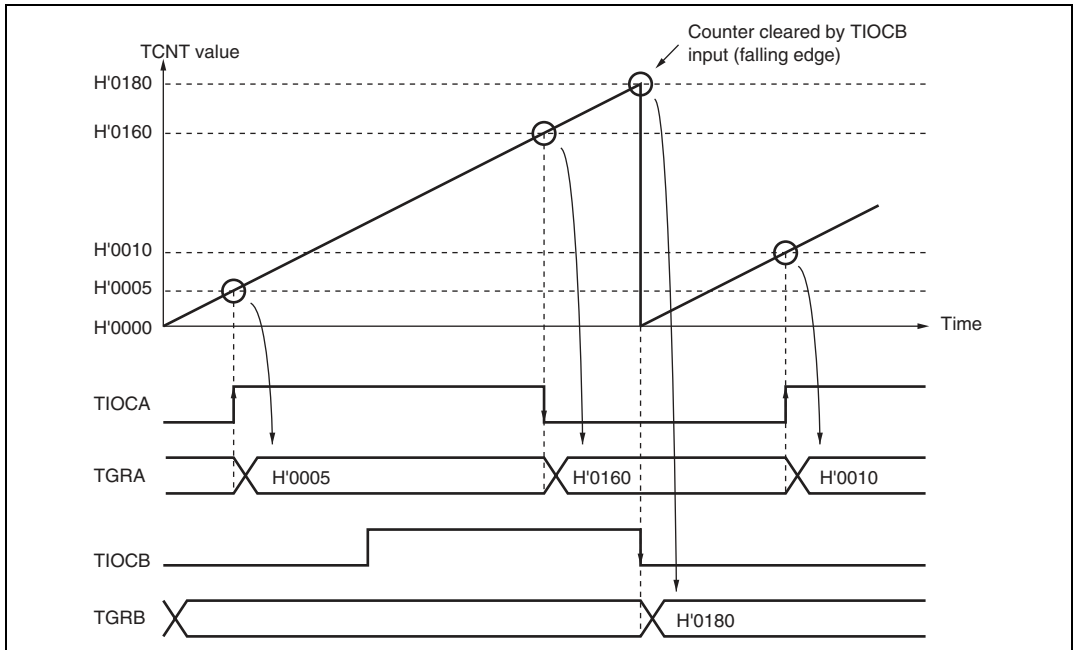 Counter cleared by TIOCB
input (falling edge)
TCNT value
H'0180
H'0160
H'0010
H'0005
H'0000
Time
TIOCA
TGRA
H'0005
H'0160
H'0010
TIOCB
TGRB
H'0180